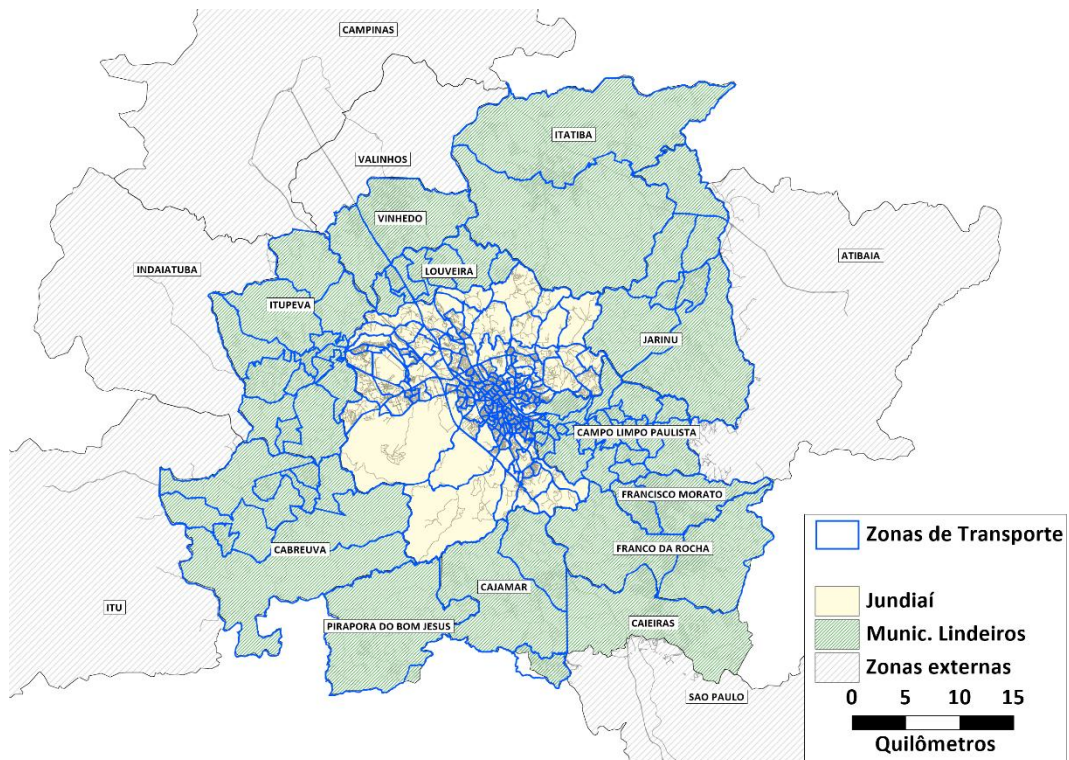 CAMPINAS
ITATIBA
VALINHOS
VINHEDO
ATIBAIA
INDAIATUBA
LOUVEIRA
ITUPEVA
JARINU
CAMPO LIMPO PAULISTA
FRANCISCO MORATO
FRANCO DA ROCHA
CABREUVA
CAJAMAR
ITU
PIRAPORA DO BOM JESUS
CAIEIRAS
SAO PAULO
Zonas de Transporte
Jundiaí
Munic. Lindeiros
Zonas externas
0 5 10 15
Quilômetros